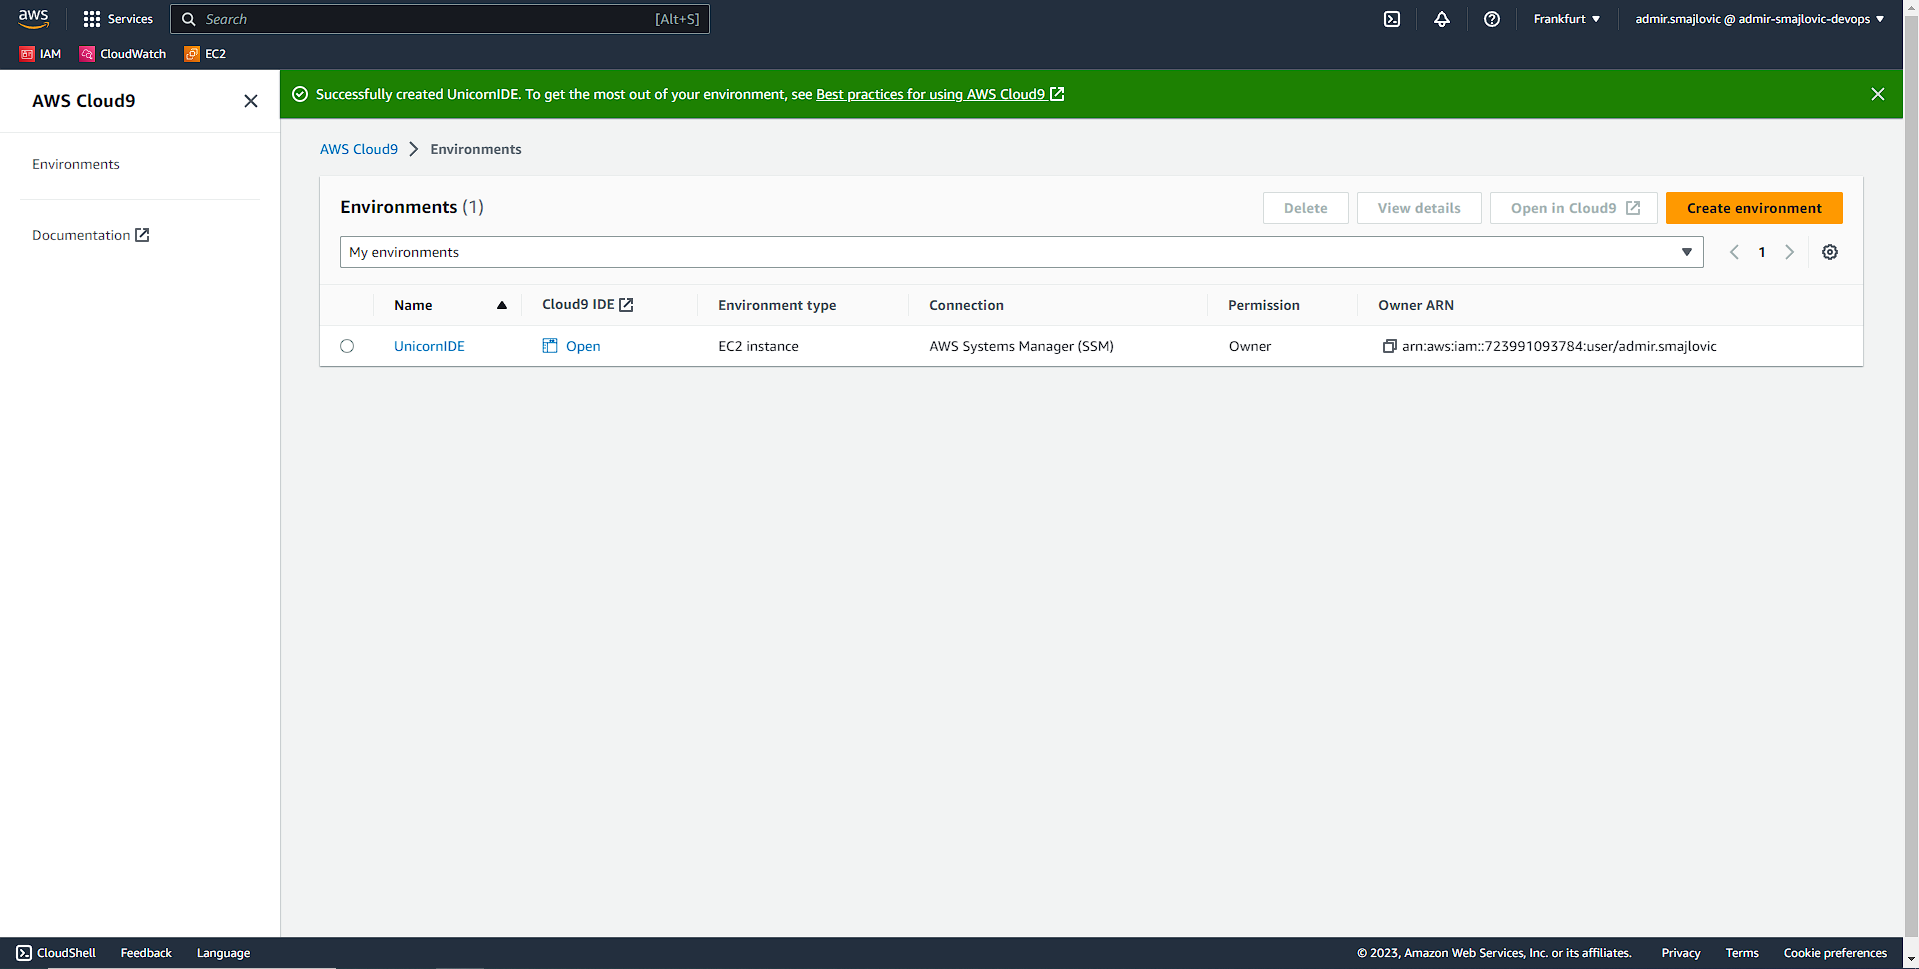 aws Services Search [Alt+S] Frankfurt admir.smajlovic @ admir-smajlovic-devops
IAM CloudWatch EC2
AWS Cloud9
Environments
Documentation
Successfully created UnicornIDE. To get the most out of your environment, see Best practices for using AWS Cloud9
AWS Cloud9 Environments
Environments (1) Delete View details Open in Cloud9 Create environment
My environments 1
Name Cloud9 IDE Environment type Connection Permission Owner ARN
UnicornIDE Open EC2 instance AWS Systems Manager (SSM) Owner arn:aws:iam::723991093784:user/admir.smajlovic
CloudShell Feedback Language © 2023, Amazon Web Services, Inc. or its affiliates. Privacy Terms Cookie preferences